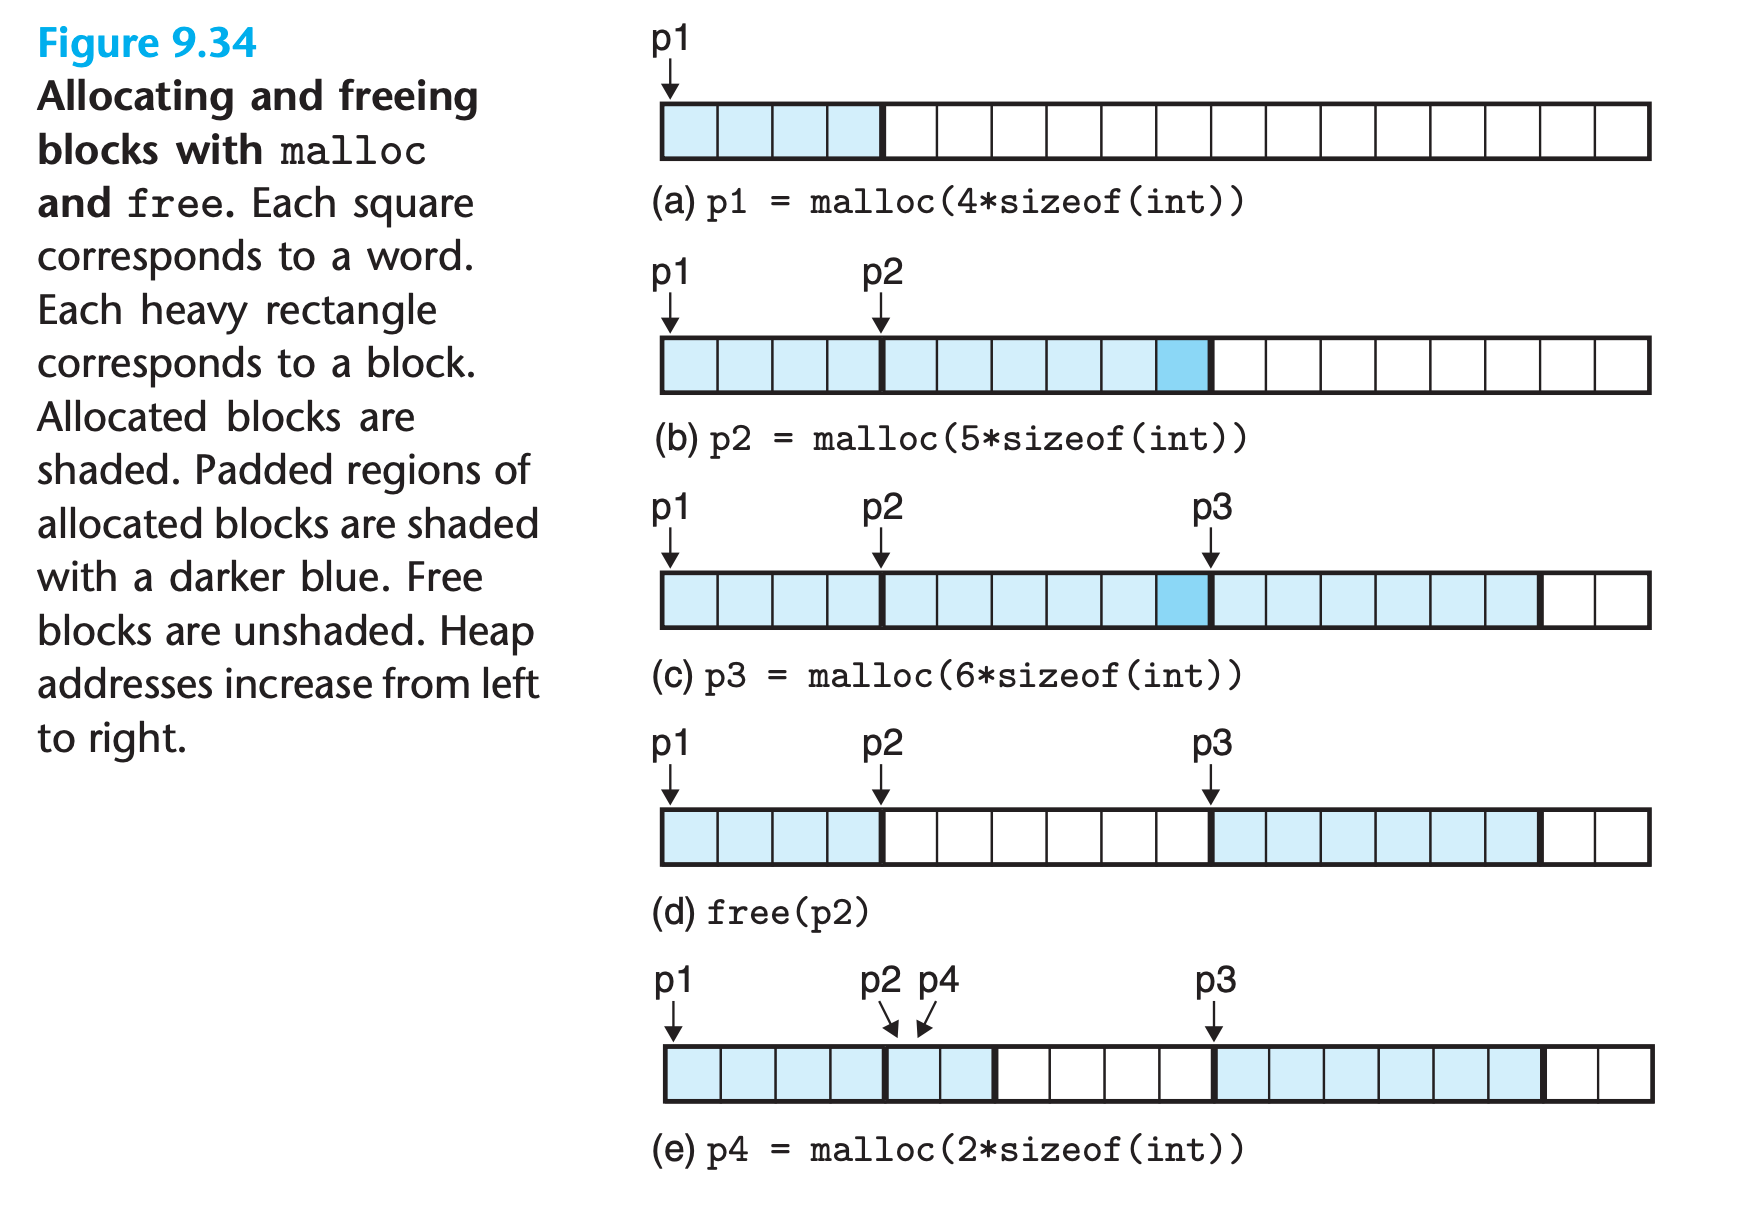 Figure 9.34
Allocating and freeing
blocks with malloc
and free. Each square
corresponds to a word.
Each heavy rectangle
corresponds to a block.
Allocated blocks are
shaded. Padded regions of
allocated blocks are shaded
with a darker blue. Free
blocks are unshaded. Heap
addresses increase from left
to right.
p1
(a) p1 = malloc(4*sizeof(int))
p1 p2
(b) p2 = malloc(5*sizeof(int))
p1 p2 p3
(c) p3 = malloc(6*sizeof(int))
p1 p2 p3
(d) free(p2)
p1 p2 p4 p3
(e) p4 = malloc(2*sizeof(int))